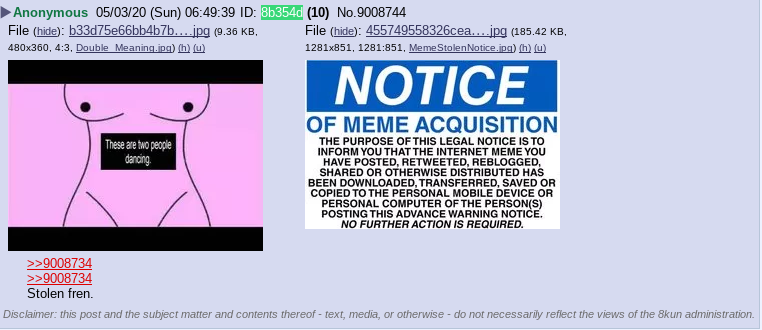 Anonymous 05/03/20 (Sun) 06:49:39 ID: 8b354d (10) No.9008744
File (hide): b33d75e66bb4b7b….jpg (9.36 KB,
480x360, 4:3, Double_Meaning.jpg) (h) (u)
File (hide): 455749558326cea….jpg (185.42 KB,
1281x851, 1281:851, MemeStolenNotice.jpg) (h) (u)
These are two people
dancing.
NOTICE
OF MEME ACQUISITION
THE PURPOSE OF THIS LEGAL NOTICE IS TO
INFORM YOU THAT THE INTERNET MEME YOU
HAVE POSTED, RETWEETED, REBLOGGED,
SHARED OR OTHERWISE DISTRIBUTED HAS
BEEN DOWNLOADED, TRANSFERRED, SAVED OR
COPIED TO THE PERSONAL MOBILE DEVICE OR
PERSONAL COMPUTER OF THE PERSON(S)
POSTING THIS ADVANCE WARNING NOTICE.
NO FURTHER ACTION IS REQUIRED.
>>9008734
>>9008734
Stolen fren.
Disclaimer: this post and the subject matter and contents thereof - text, media, or otherwise - do not necessarily reflect the views of the 8kun administration.